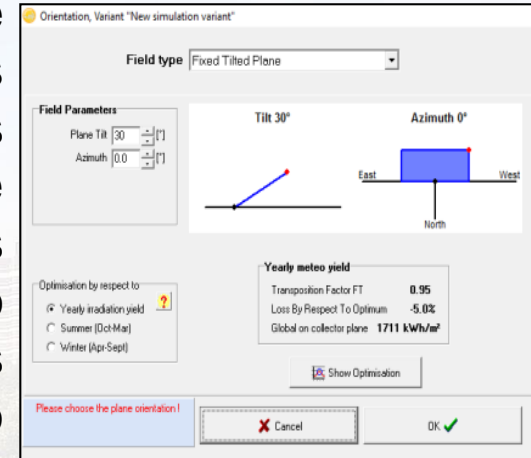 Orientation, Variant "New simulation variant"
Field type Fixed Tilted Plane
Field Parameters
Plane Tilt 30 [°]
Azimuth 0.0 [°]
Tilt 30°
Azimuth 0°
East
West
North
Optimisation by respect to
Yearly irradiation yield ?
Summer (Oct-Mar)
Winter (Apr-Sept)
Yearly meteo yield
Transposition Factor FT 0.95
Loss By Respect To Optimum -5.0%
Global on collector plane 1711 kWh/m²
Show Optimisation
Please choose the plane orientation !
Cancel
OK